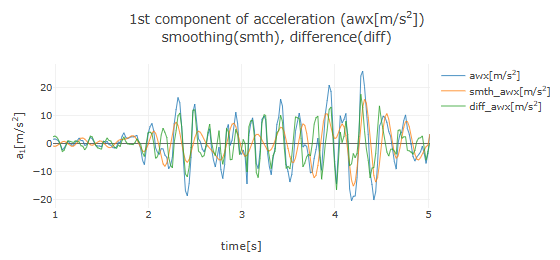 1st component of acceleration (awx[m/s²])
smoothing(smth), difference(diff)
awx[m/s²]
smth_awx[m/s²]
diff_awx[m/s²]
a₁[m/s²]
20
10
0
−10
−20
1 2 3 4 5
time[s]